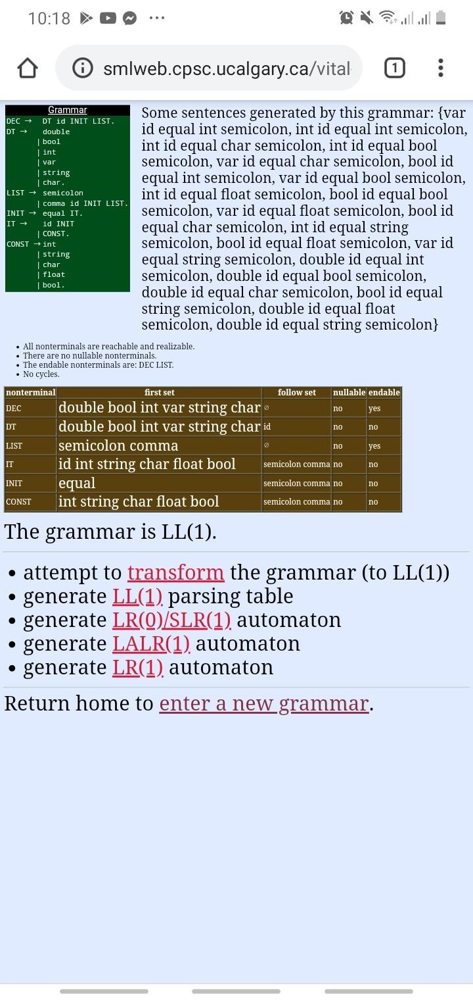 10:18
smlweb.cpsc.ucalgary.ca/vital
1
Grammar
DEC → DT id INIT LIST.
DT → double
| bool
| int
| var
| string
| char.
LIST → semicolon
| comma id INIT LIST.
INIT → equal IT.
IT → id INIT
| CONST.
CONST → int
| string
| char
| float
| bool.
Some sentences generated by this grammar: {var
id equal int semicolon, int id equal int semicolon,
int id equal char semicolon, int id equal bool
semicolon, var id equal char semicolon, bool id
equal int semicolon, var id equal bool semicolon,
int id equal float semicolon, bool id equal bool
semicolon, var id equal float semicolon, bool id
equal char semicolon, int id equal string
semicolon, bool id equal float semicolon, var id
equal string semicolon, double id equal int
semicolon, double id equal bool semicolon,
double id equal char semicolon, bool id equal
string semicolon, double id equal float
semicolon, double id equal string semicolon}
• All nonterminals are reachable and realizable.
• There are no nullable nonterminals.
• The endable nonterminals are: DEC LIST.
• No cycles.
nonterminal first set follow set nullable endable
DEC double bool int var string char ∅ no yes
DT double bool int var string char id no no
LIST semicolon comma ∅ no yes
IT id int string char float bool semicolon comma no no
INIT equal semicolon comma no no
CONST int string char float bool semicolon comma no no
The grammar is LL(1).
• attempt to transform the grammar (to LL(1))
• generate LL(1) parsing table
• generate LR(0)/SLR(1) automaton
• generate LALR(1) automaton
• generate LR(1) automaton
Return home to enter a new grammar.